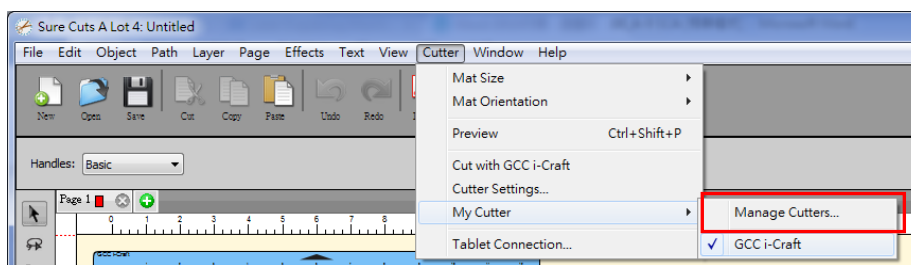 Sure Cuts A Lot 4: Untitled
File Edit Object Path Layer Page Effects Text View Cutter Window Help
New Open Save Cut Copy Paste Undo Redo
Mat Size
Mat Orientation
Preview Ctrl+Shift+P
Handles: Basic
Cut with GCC i-Craft
Cutter Settings...
Page 1
My Cutter
Manage Cutters...
0 1 2 3 4 5 6 7 8
Tablet Connection...
✓ GCC i-Craft
GCC i-Craft